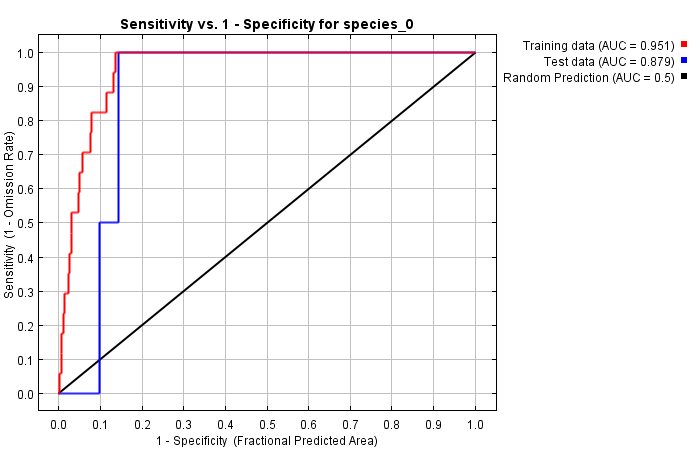 Sensitivity vs. 1 - Specificity for species_0
Training data (AUC = 0.951)
Test data (AUC = 0.879)
Random Prediction (AUC = 0.5)
Sensitivity (1 - Omission Rate)
1.0
0.9
0.8
0.7
0.6
0.5
0.4
0.3
0.2
0.1
0.0
0.0 0.1 0.2 0.3 0.4 0.5 0.6 0.7 0.8 0.9 1.0
1 - Specificity (Fractional Predicted Area)